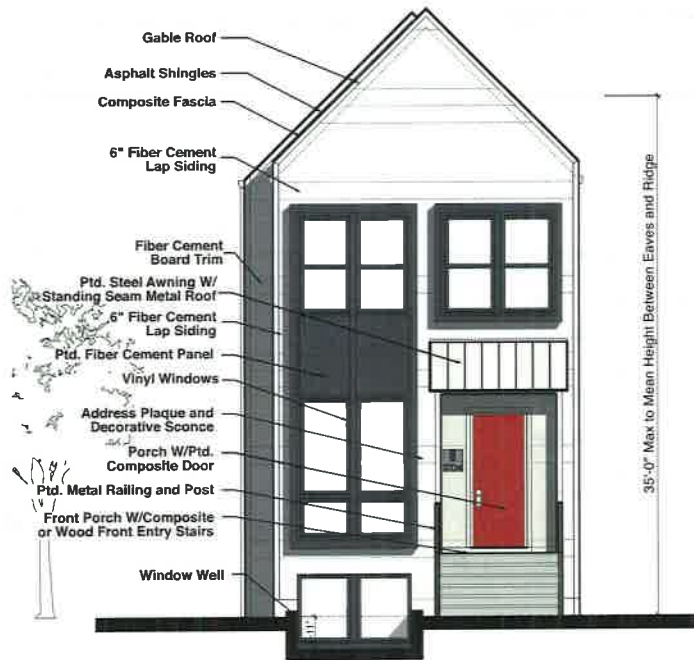 Gable Roof
Asphalt Shingles
Composite Fascia
6" Fiber Cement
Lap Siding
Fiber Cement
Board Trim
Ptd. Steel Awning W/
Standing Seam Metal Roof
6" Fiber Cement
Lap Siding
Ptd. Fiber Cement Panel
Vinyl Windows
Address Plaque and
Decorative Sconce
Porch W/Ptd.
Composite Door
Ptd. Metal Railing and Post
Front Porch W/Composite
or Wood Front Entry Stairs
Window Well
35'-0" Max to Mean Height Between Eaves and Ridge